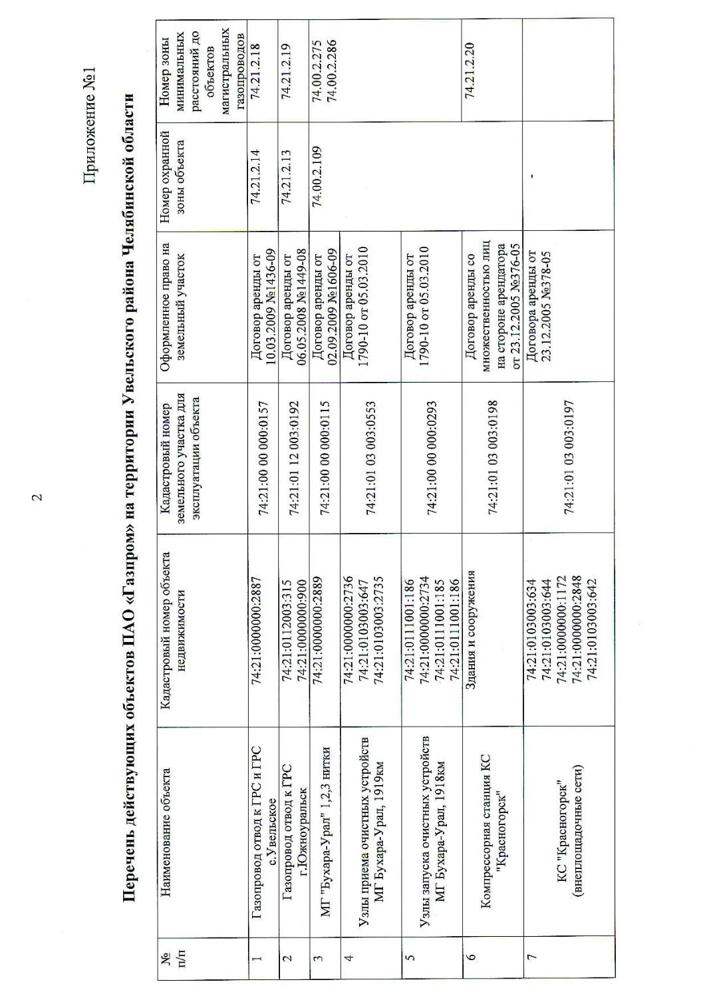 2
Приложение №1
Перечень действующих объектов ПАО «Газпром» на территории Увельского района Челябинской области
№
п/п
Наименование объекта
Кадастровый номер объекта
недвижимости
Кадастровый номер
земельного участка для
эксплуатации объекта
Оформленное право на
земельный участок
Номер охранной
зоны объекта
Номер зоны
минимальных
расстояний до
объектов
магистральных
газопроводов
1
Газопровод отвод к ГРС и ГРС
с.Увельское
74:21:0000000:2887
74:21:00 00 000:0157
Договор аренды от
10.03.2009 №1436-09
74.21.2.14
74.21.2.18
2
Газопровод отвод к ГРС
г.Южноуральск
74:21:0112003:315
74:21:0000000:900
74:21:01 12 003:0192
Договор аренды от
06.05.2008 №1449-08
74.21.2.13
74.21.2.19
3
МГ "Бухара-Урал" 1,2,3 нитки
74:21:0000000:2889
74:21:00 00 000:0115
Договор аренды от
02.09.2009 №1606-09
74.00.2.109
74.00.2.275
74.00.2.286
4
Узлы приема очистных устройств
МГ Бухара-Урал, 1919км
74:21:0000000:2736
74:21:0103003:647
74:21:0103003:2735
74:21:01 03 003:0553
Договор аренды от
1790-10 от 05.03.2010
5
Узлы запуска очистных устройств
МГ Бухара-Урал, 1918км
74:21:0111001:186
74:21:0000000:2734
74:21:0111001:185
74:21:0111001:186
74:21:00 00 000:0293
Договор аренды от
1790-10 от 05.03.2010
6
Компрессорная станция КС
"Красногорск"
Здания и сооружения
74:21:01 03 003:0198
Договор аренды со
множественностью лиц
на стороне арендатора
от 23.12.2005 №376-05
74.21.2.20
7
КС "Красногорск"
(внеплощадочные сети)
74:21:0103003:634
74:21:0103003:644
74:21:0000000:1172
74:21:0000000:2848
74:21:0103003:642
74:21:01 03 003:0197
Договора аренды от
23.12.2005 №378-05
-